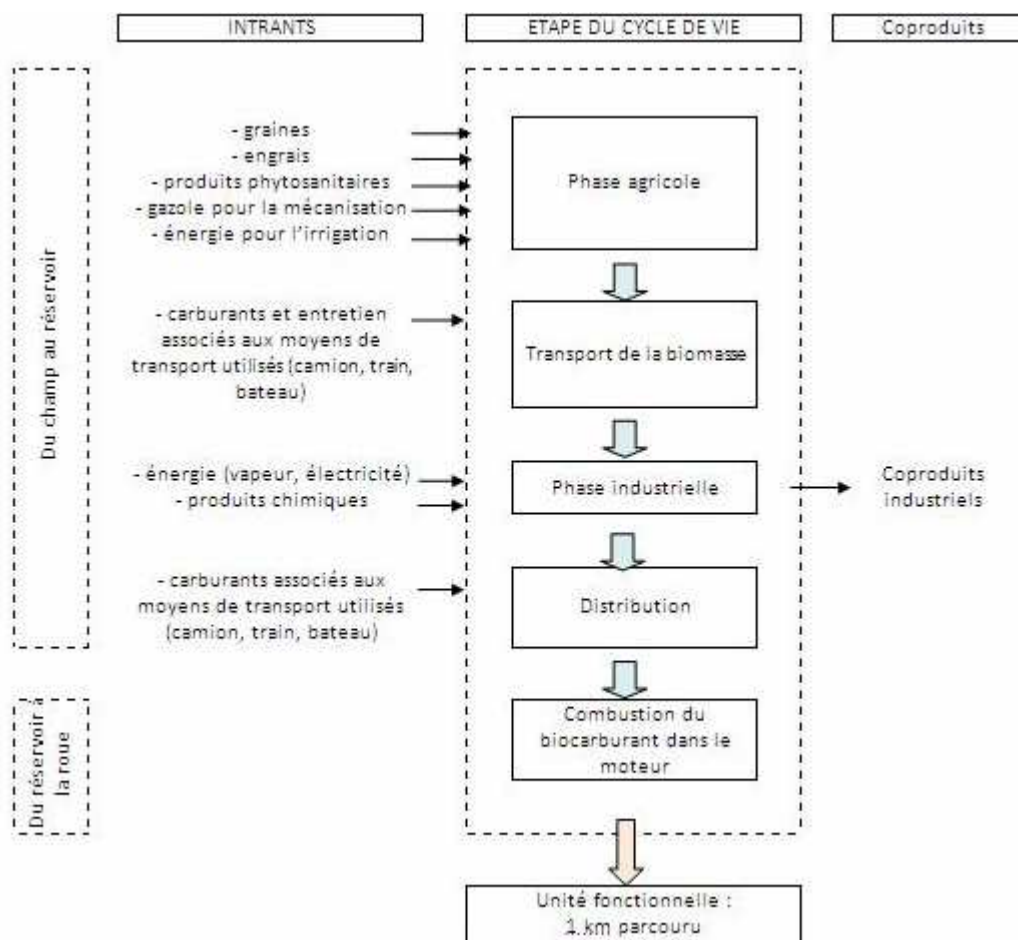 INTRANTS
ETAPE DU CYCLE DE VIE
Coproduits
Du champ au réservoir
- graines
- engrais
- produits phytosanitaires
- gazole pour la mécanisation
- énergie pour l'irrigation
Phase agricole
- carburants et entretien
associés aux moyens de
transport utilisés (camion, train,
bateau)
Transport de la biomasse
- énergie (vapeur, électricité)
- produits chimiques
Phase industrielle
Coproduits
industriels
- carburants associés aux
moyens de transport utilisés
(camion, train, bateau)
Distribution
Du réservoir à
la roue
Combustion du
biocarburant dans le
moteur
Unité fonctionnelle :
1 km parcouru